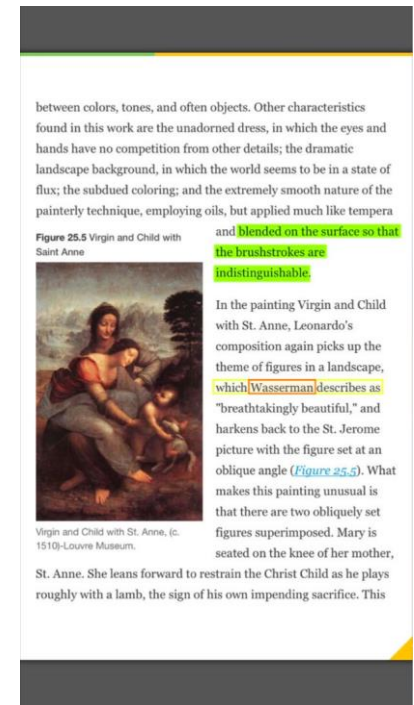 between colors, tones, and often objects. Other characteristics
found in this work are the unadorned dress, in which the eyes and
hands have no competition from other details; the dramatic
landscape background, in which the world seems to be in a state of
flux; the subdued coloring; and the extremely smooth nature of the
painterly technique, employing oils, but applied much like tempera
Figure 25.5 Virgin and Child with
Saint Anne
Virgin and Child with St. Anne, (c.
1510)-Louvre Museum.
and blended on the surface so that
the brushstrokes are
indistinguishable.
In the painting Virgin and Child
with St. Anne, Leonardo's
composition again picks up the
theme of figures in a landscape,
which Wasserman describes as
"breathtakingly beautiful," and
harkens back to the St. Jerome
picture with the figure set at an
oblique angle (Figure 25.5). What
makes this painting unusual is
that there are two obliquely set
figures superimposed. Mary is
seated on the knee of her mother,
St. Anne. She leans forward to restrain the Christ Child as he plays
roughly with a lamb, the sign of his own impending sacrifice. This